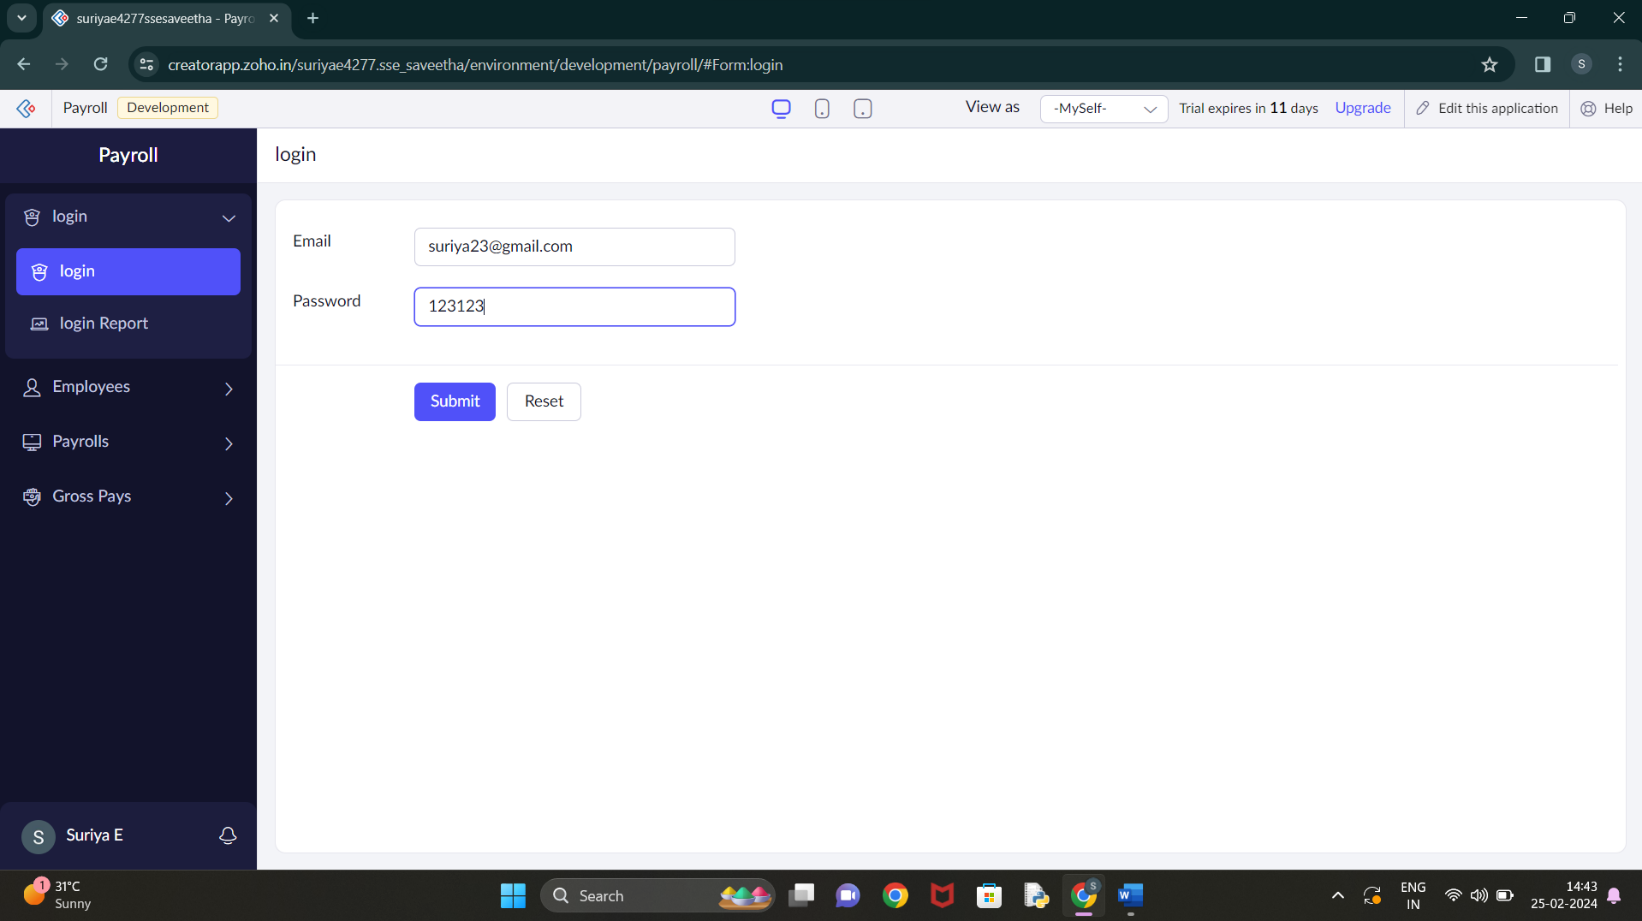 suriyae4277ssesaveetha - Payro
creatorapp.zoho.in/suriyae4277.sse_saveetha/environment/development/payroll/#Form:login
S
Payroll
Development
View as
-MySelf-
Trial expires in 11 days
Upgrade
Edit this application
Help
Payroll
login
login
login
login Report
Employees
Payrolls
Gross Pays
Email
suriya23@gmail.com
Password
123123
Submit
Reset
S
Suriya E
1
31°C
Sunny
Search
S
W
ENG
IN
14:43
25-02-2024